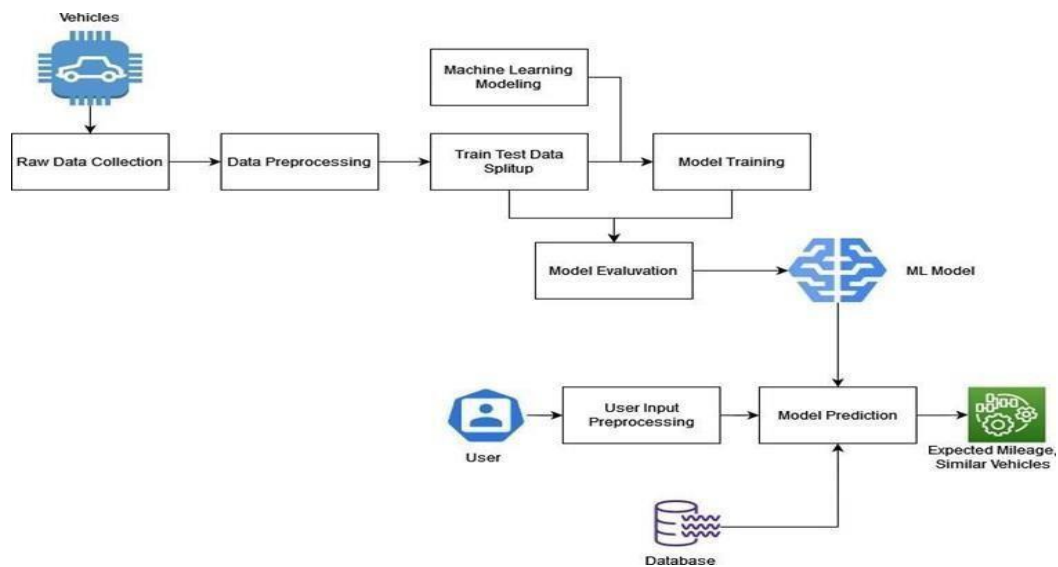 Vehicles
Machine Learning
Modeling
Raw Data Collection
Data Preprocessing
Train Test Data
Splitup
Model Training
Model Evaluvation
ML Model
User
User Input
Preprocessing
Model Prediction
Expected Mileage,
Similar Vehicles
Database